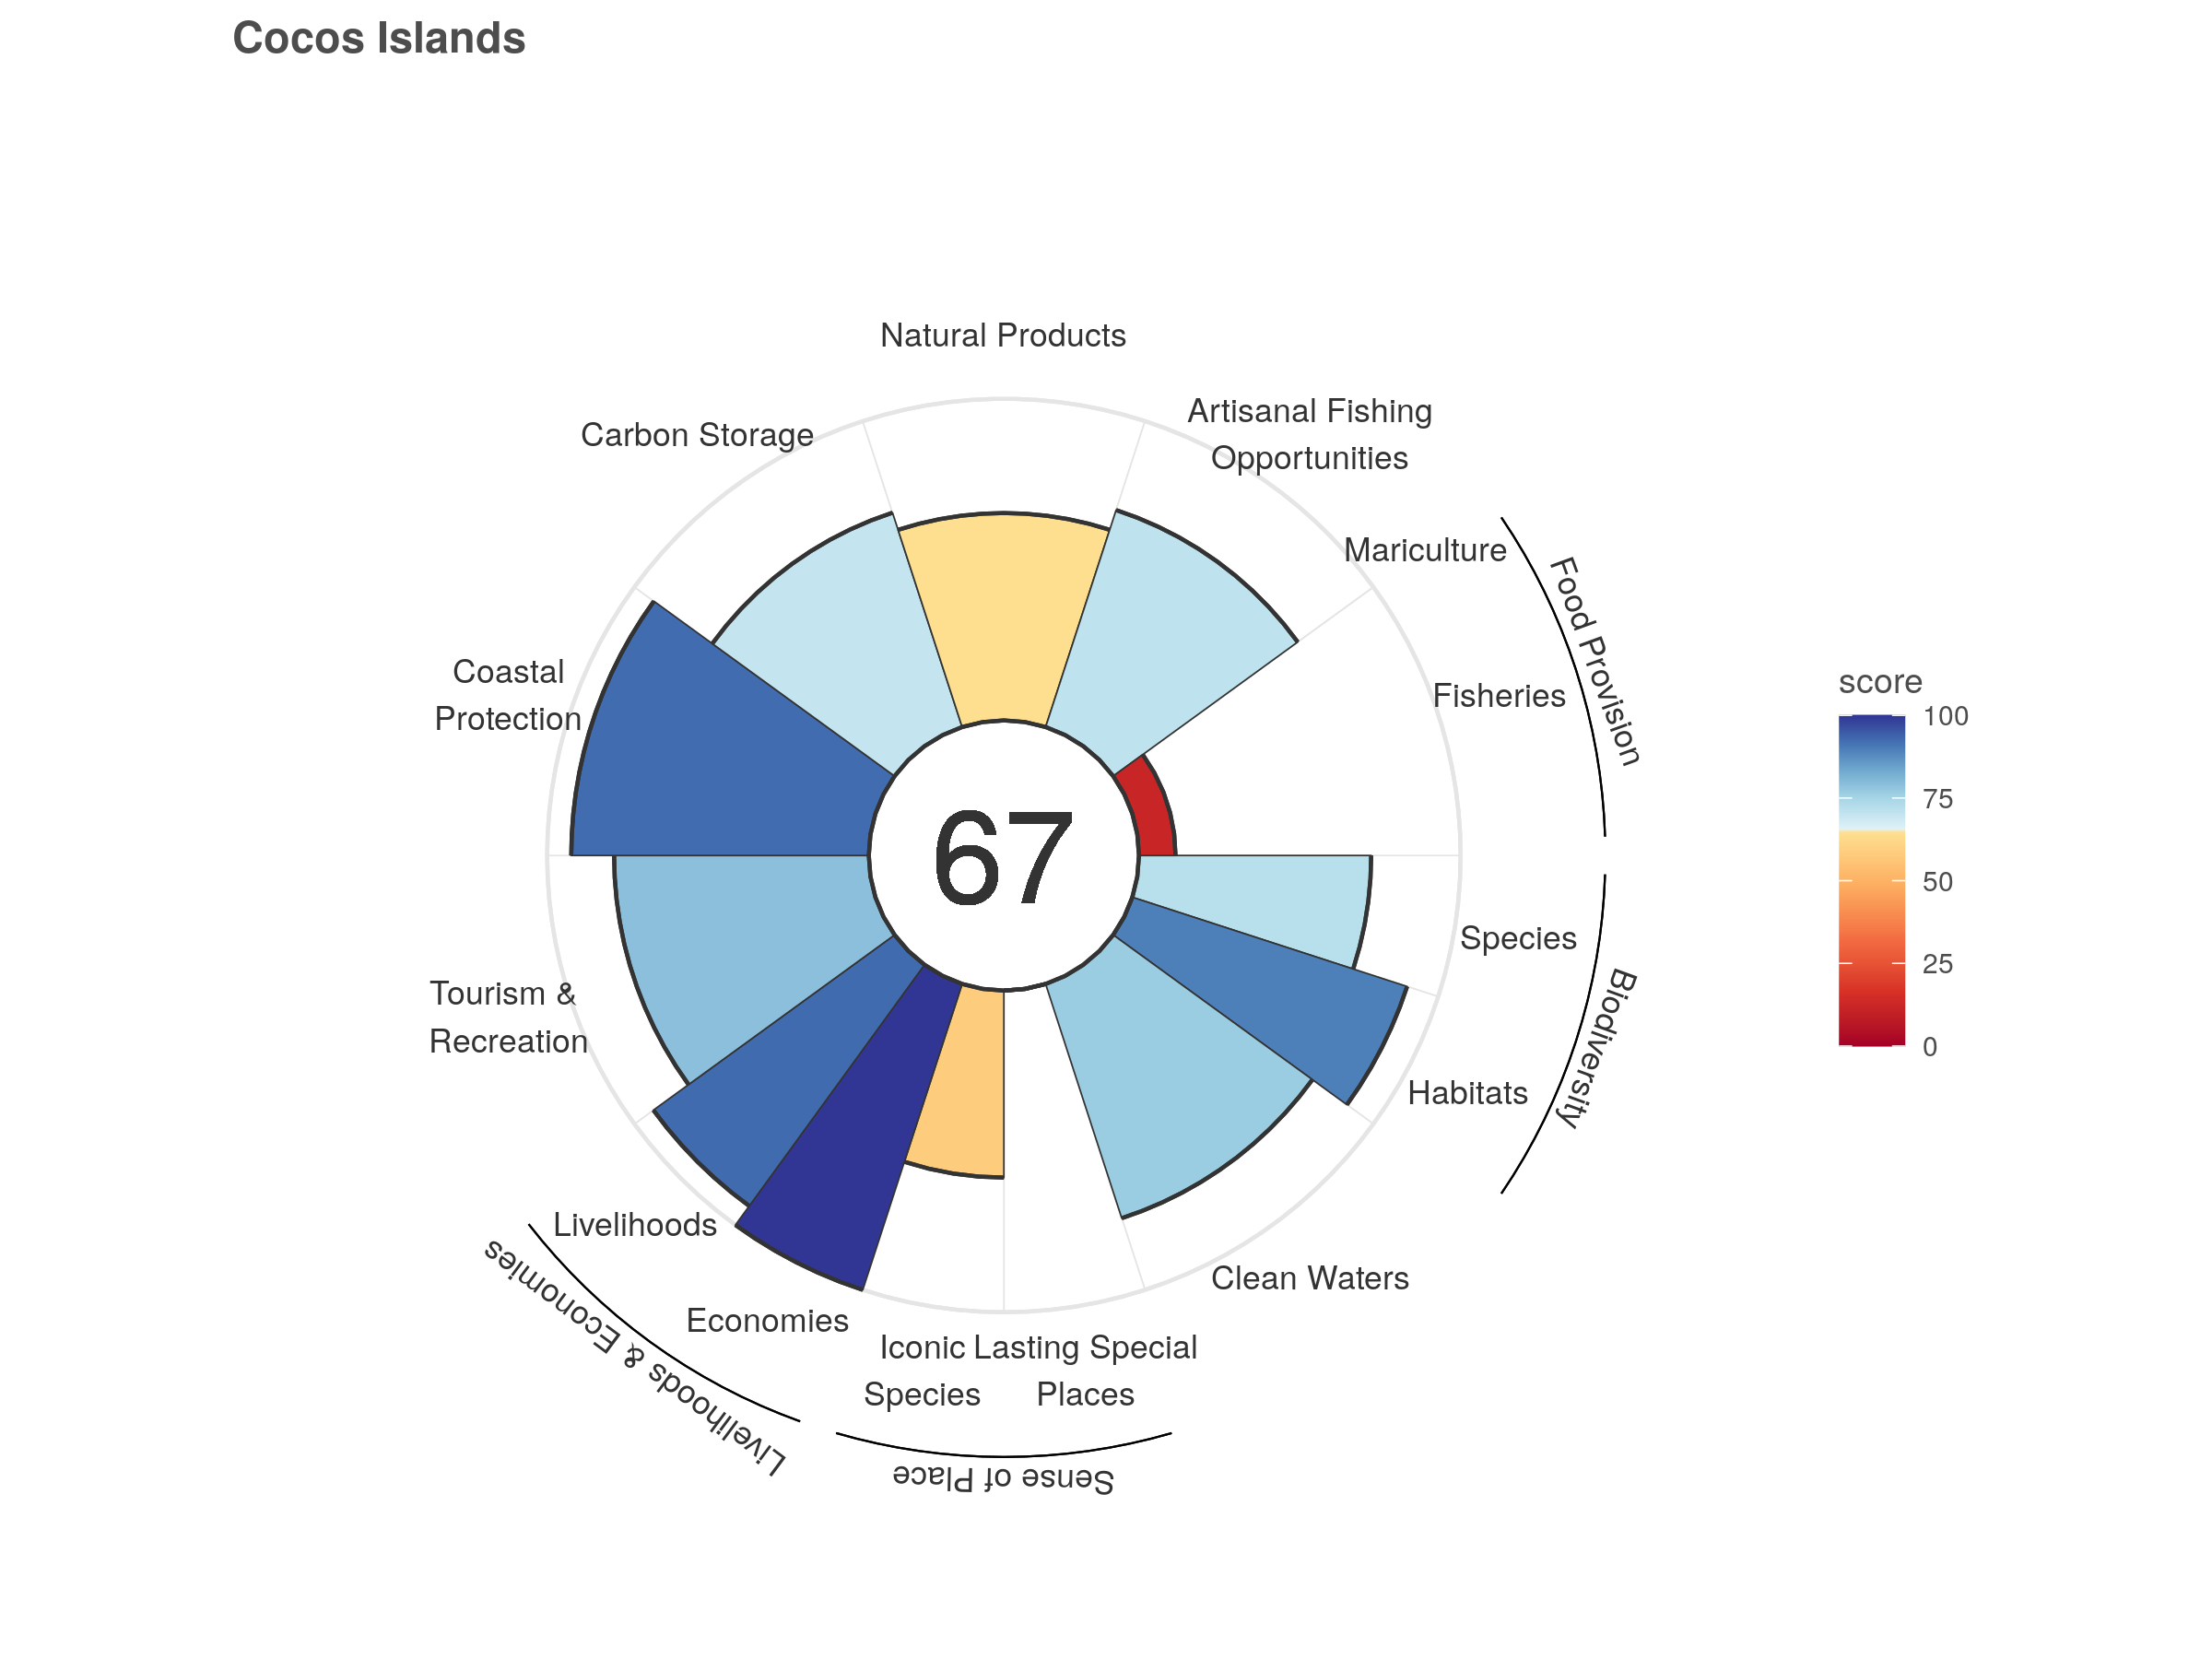 Cocos Islands
Natural Products
Artisanal Fishing
Opportunities
Carbon Storage
Mariculture
Food Provision
Fisheries
Coastal
Protection
67
score
100
75
50
25
0
Species
Biodiversity
Habitats
Tourism &
Recreation
Livelihoods
Livelihoods & Economies
Economies
Clean Waters
Iconic
Species
Lasting Special
Places
Sense of Place